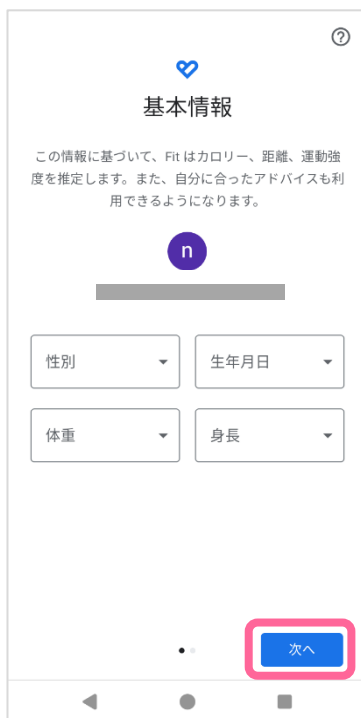 ?
基本情報
この情報に基づいて、Fit はカロリー、距離、運動強
度を推定します。また、自分に合ったアドバイスも利
用できるようになります。
n
性別
生年月日
体重
身長
次へ